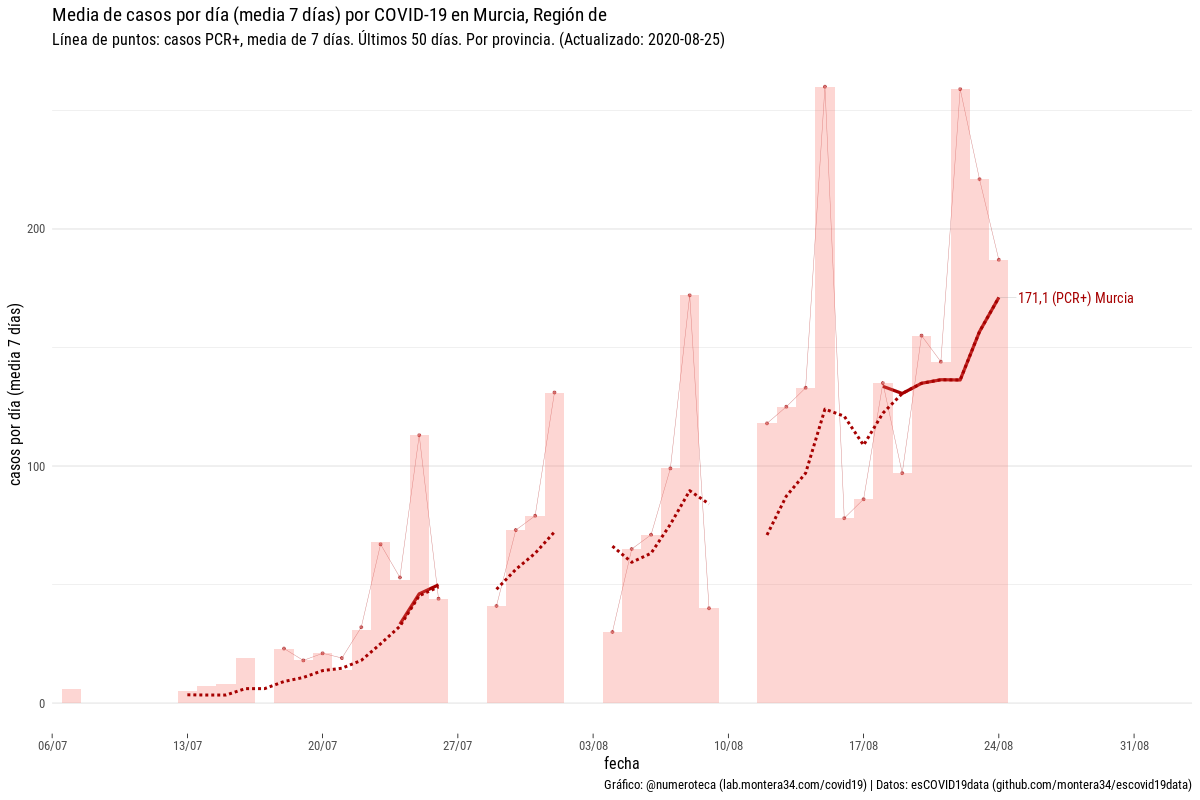 Media de casos por día (media 7 días) por COVID-19 en Murcia, Región de
Línea de puntos: casos PCR+, media de 7 días. Últimos 50 días. Por provincia. (Actualizado: 2020-08-25)
casos por día (media 7 días)
200
100
0
171,1 (PCR+) Murcia
06/07
13/07
20/07
27/07
03/08
10/08
17/08
24/08
31/08
fecha
Gráfico: @numeroteca (lab.montera34.com/covid19) | Datos: esCOVID19data (github.com/montera34/escovid19data)